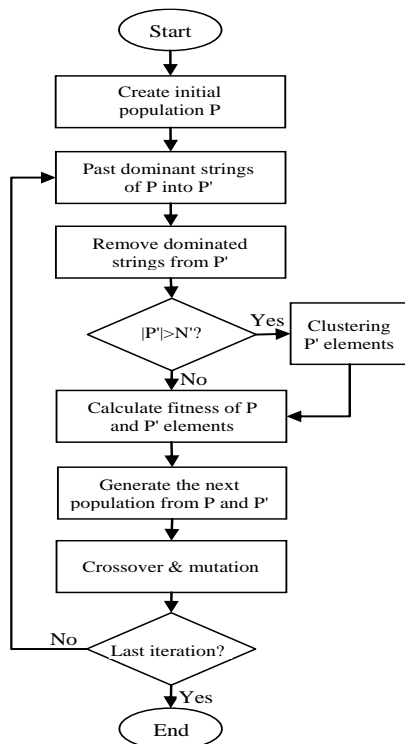 Start
Create initial
population P
Past dominant strings
of P into P'
Remove dominated
strings from P'
|P'|>N'?
Yes
Clustering
P' elements
No
Calculate fitness of P
and P' elements
Generate the next
population from P and P'
Crossover & mutation
No
Last iteration?
Yes
End